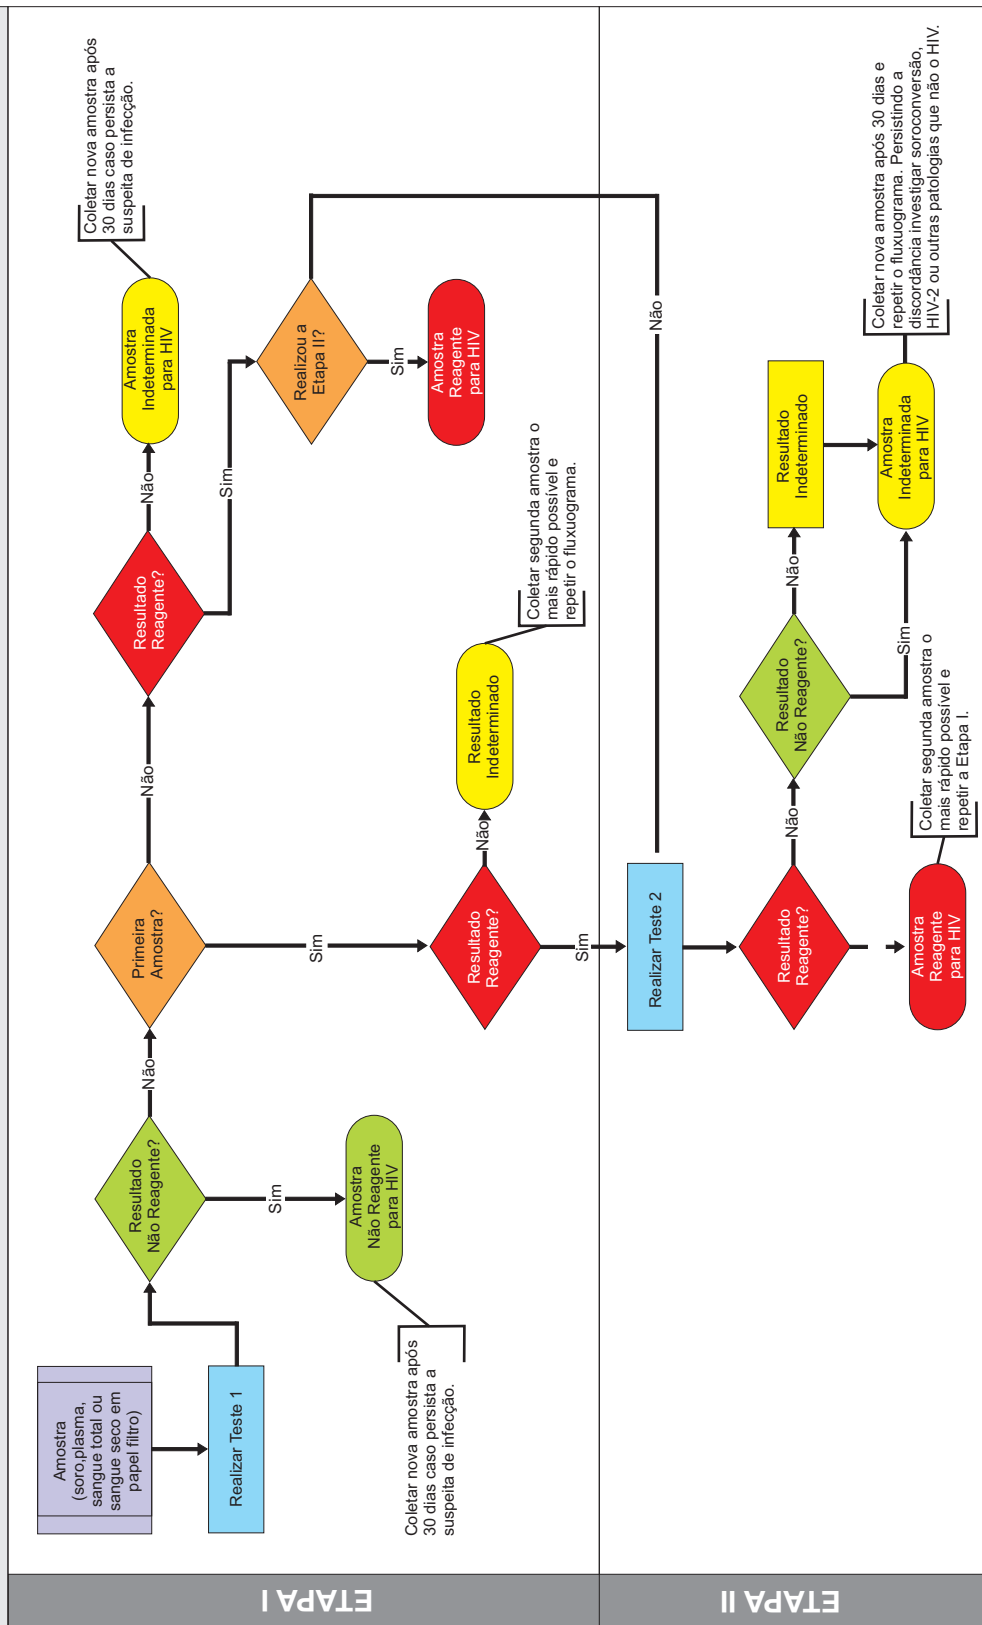 ETAPA I
Amostra
(soro,plasma,
sangue total ou
sangue seco em
papel filtro)
Realizar Teste 1
Resultado
Não Reagente?
Sim
Amostra
Não Reagente
para HIV
Coletar nova amostra após
30 dias caso persista a
suspeita de infecção.
Não
Primeira
Amostra?
Não
Resultado
Reagente?
Não
Amostra
Indeterminada
para HIV
Coletar nova amostra após
30 dias caso persista a
suspeita de infecção.
Sim
Realizou a
Etapa II?
Sim
Amostra
Reagente
para HIV
Não
Sim
Resultado
Reagente?
Não
Resultado
Indeterminado
Coletar segunda amostra o
mais rápido possível e
repetir o fluxuograma.
Sim
ETAPA II
Realizar Teste 2
Resultado
Reagente?
Amostra
Reagente
para HIV
Coletar segunda amostra o
mais rápido possível e
repetir a Etapa I.
Não
Resultado
Não Reagente?
Não
Resultado
Indeterminado
Sim
Amostra
Indeterminada
para HIV
Coletar nova amostra após 30 dias e
repetir o fluxuograma. Persistindo a
discordância investigar soroconversão,
HIV-2 ou outras patologias que não o HIV.